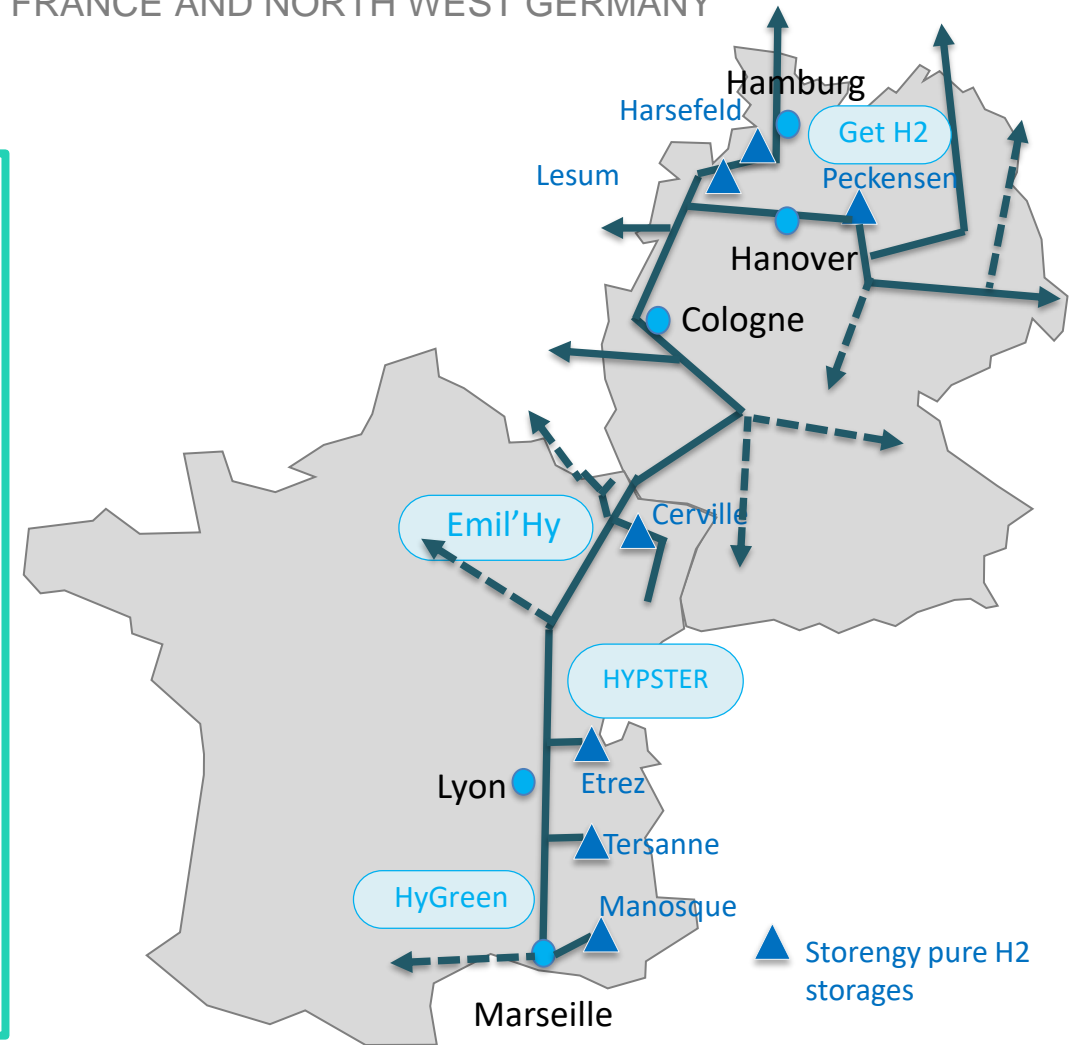 FRANCE AND NORTH WEST GERMANY
Hamburg
Harsefeld
Get H2
Lesum
Peckensen
Hanover
Cologne
Emil’Hy
Cerville
HYPSTER
Lyon
Etrez
Tersanne
HyGreen
Manosque
Storengy pure H2
storages
Marseille